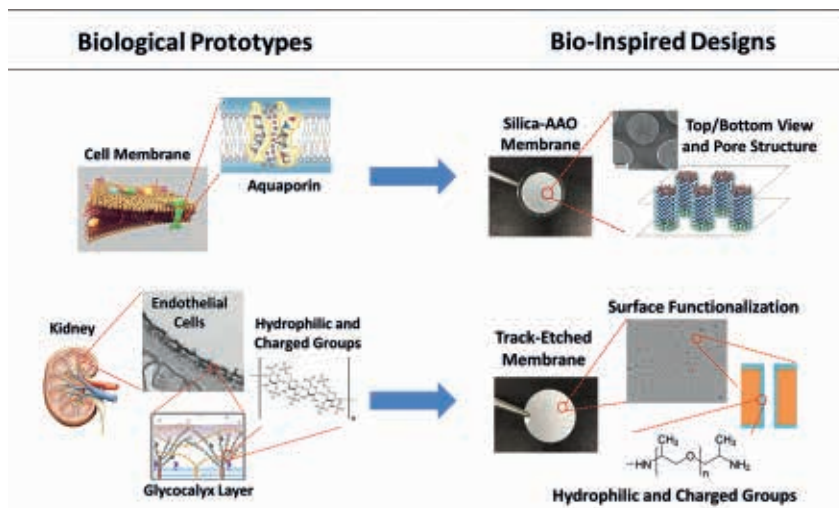 Biological Prototypes
Bio-Inspired Designs
Cell Membrane
Aquaporin
Silica-AAO
Membrane
Top/Bottom View
and Pore Structure
Kidney
Endothelial
Cells
Hydrophilic and
Charged Groups
Glycocalyx Layer
Track-Etched
Membrane
Surface Functionalization
CH₃
CH₃
HN
O
n
NH₂
Hydrophilic and Charged Groups